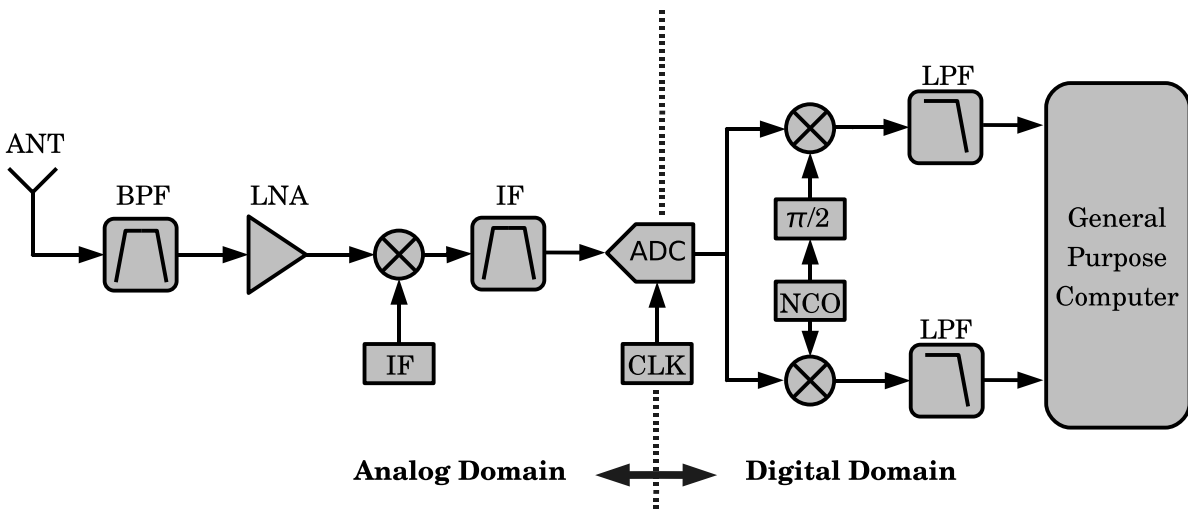 ANT
BPF
LNA
IF
IF
ADC
CLK
π/2
NCO
LPF
LPF
General
Purpose
Computer
Analog Domain
Digital Domain